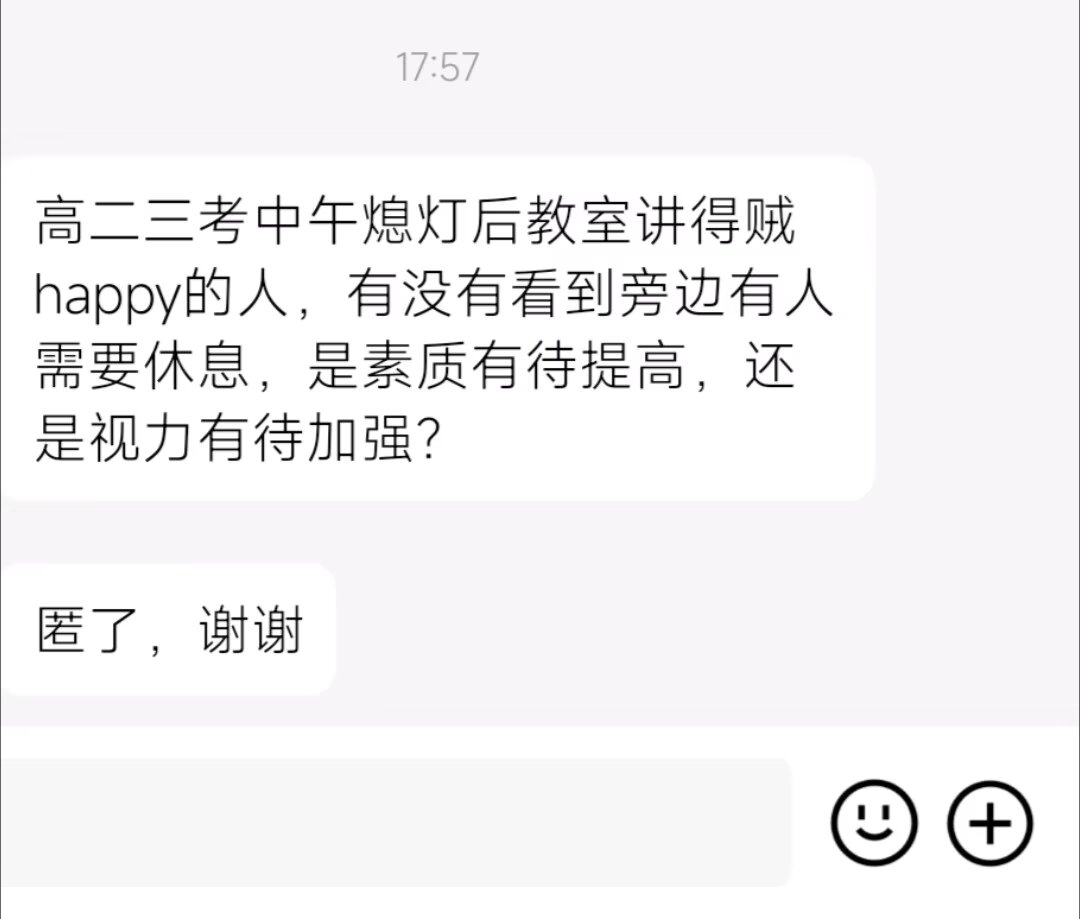 17:57
高二三考中午熄灯后教室讲得贼
happy的人，有没有看到旁边有人
需要休息，是素质有待提高，还
是视力有待加强？
匿了，谢谢